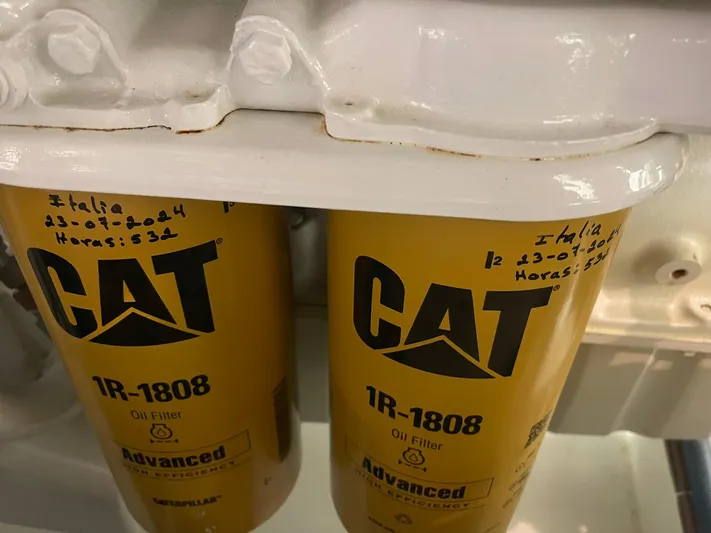 Italia
23-07-2024
Horas: 532
CAT
1R-1808
Oil Filter
Advanced
HIGH EFFICIENCY
CATERPILLAR
Italia
23-07-2024
Horas: 532
CAT
1R-1808
Oil Filter
Advanced
HIGH EFFICIENCY